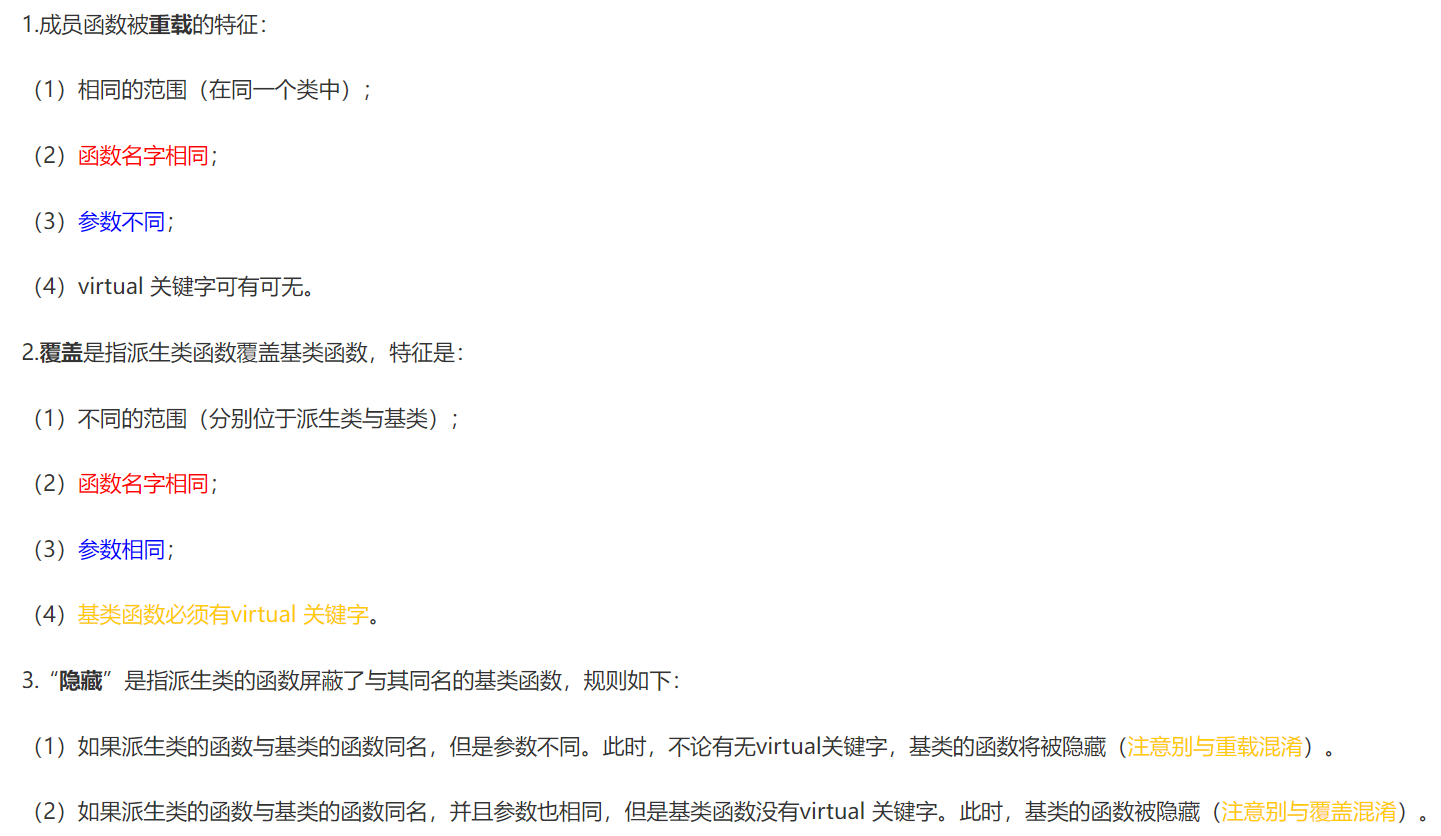 1.成员函数被重载的特征：
（1）相同的范围（在同一个类中）；
（2）函数名字相同；
（3）参数不同；
（4）virtual 关键字可有可无。
2.覆盖是指派生类函数覆盖基类函数，特征是：
（1）不同的范围（分别位于派生类与基类）；
（2）函数名字相同；
（3）参数相同；
（4）基类函数必须有virtual 关键字。
3.“隐藏”是指派生类的函数屏蔽了与其同名的基类函数，规则如下：
（1）如果派生类的函数与基类的函数同名，但是参数不同。此时，不论有无virtual关键字，基类的函数将被隐藏（注意别与重载混淆）。
（2）如果派生类的函数与基类的函数同名，并且参数也相同，但是基类函数没有virtual 关键字。此时，基类的函数被隐藏（注意别与覆盖混淆）。